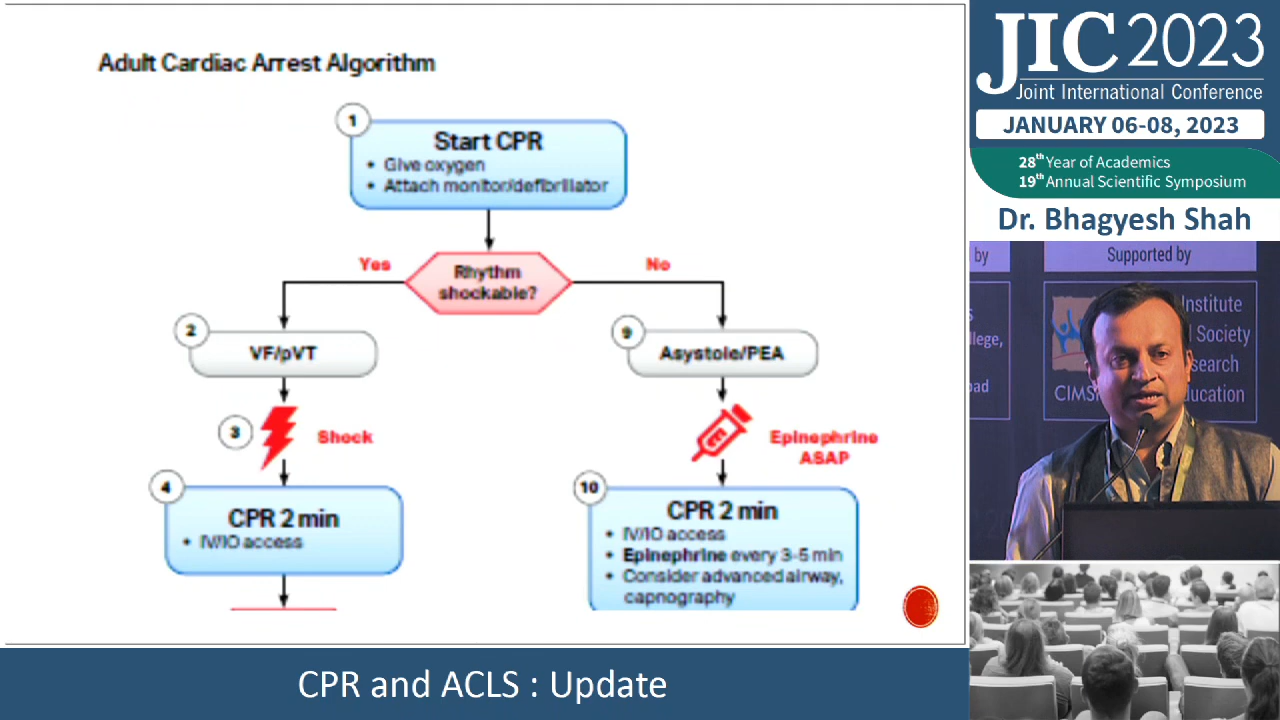 Adult Cardiac Arrest Algorithm
1
Start CPR
• Give oxygen
• Attach monitor/defibrillator
Yes
Rhythm
shockable?
No
2
VF/pVT
9
Asystole/PEA
3
Shock
Epinephrine
ASAP
4
CPR 2 min
• IV/IO access
10
CPR 2 min
• IV/IO access
• Epinephrine every 3-5 min
• Consider advanced airway,
capnography
CPR and ACLS : Update
JIC 2023
Joint International Conference
JANUARY 06-08, 2023
28th Year of Academics
19th Annual Scientific Symposium
Dr. Bhagyesh Shah
by
Supported by
Institute
Society
CIMS